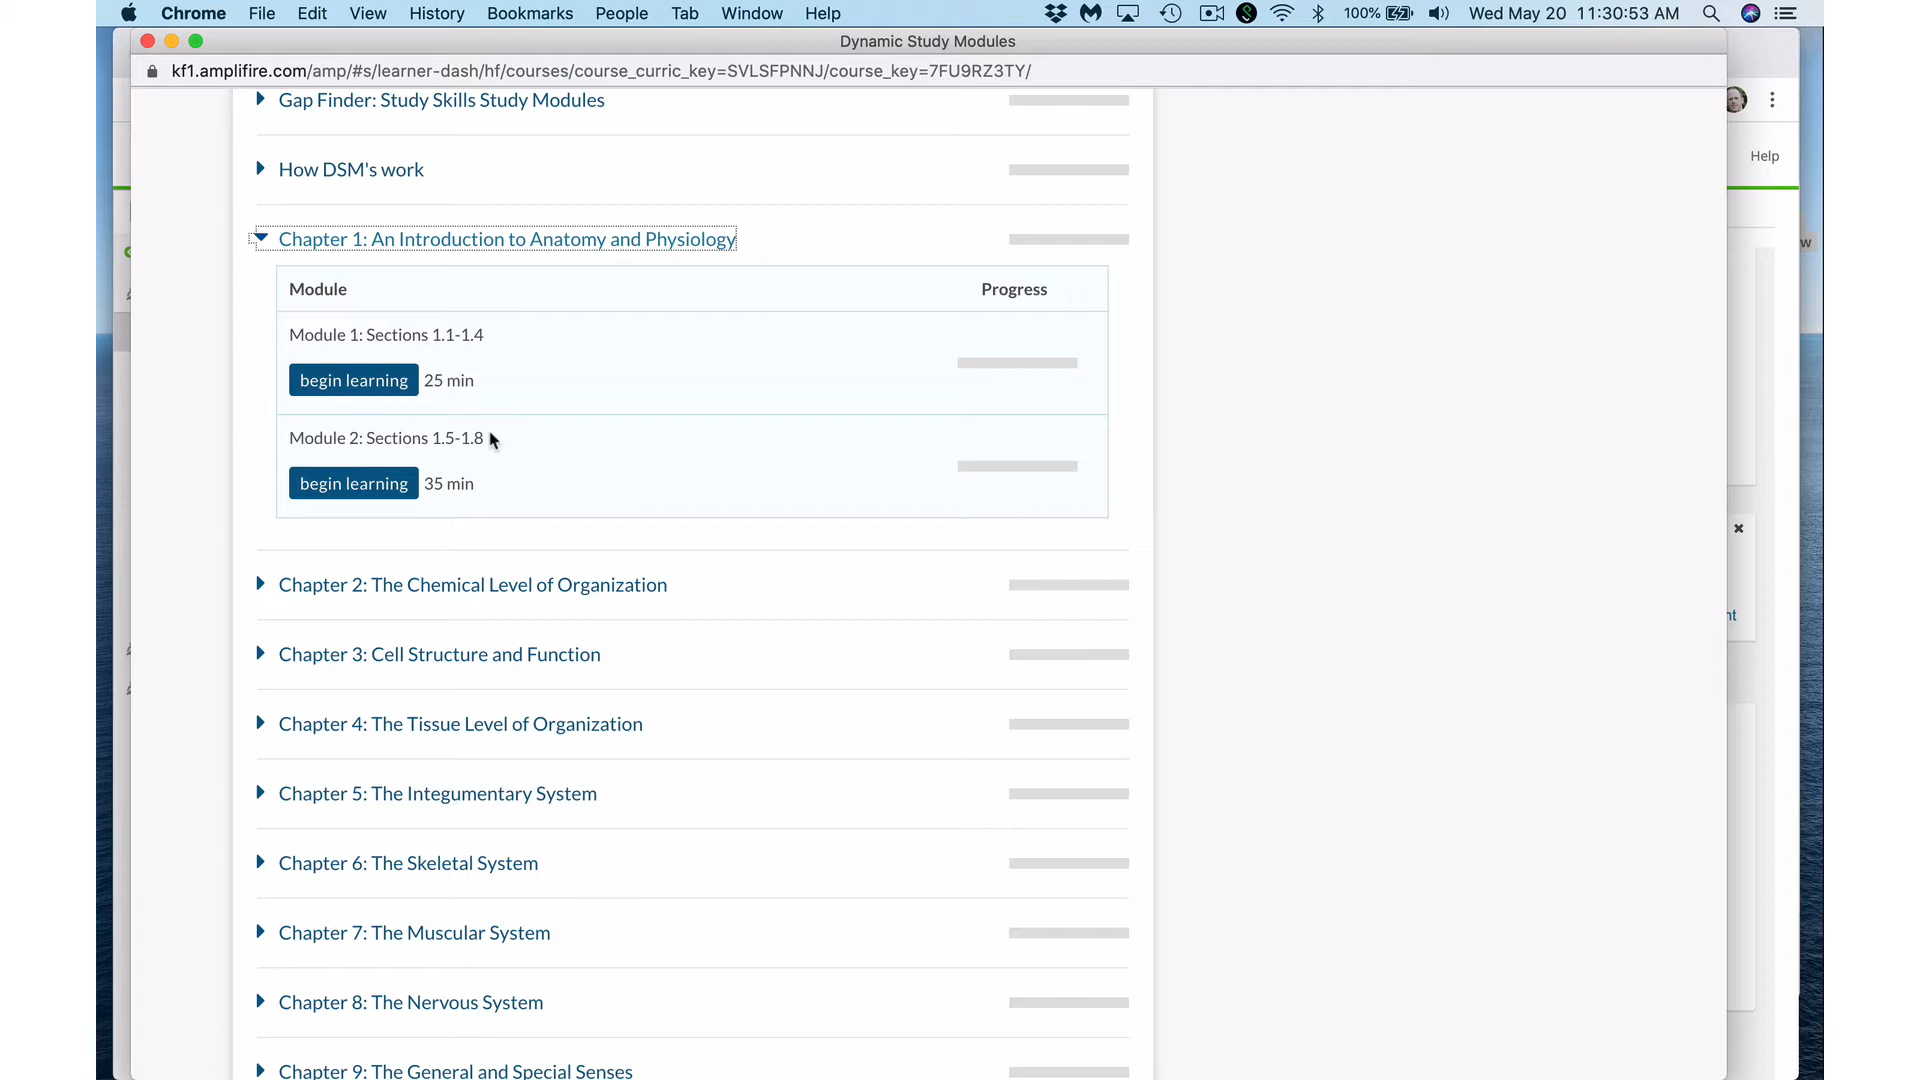 Chrome File Edit View History Bookmarks People Tab Window Help 100% Wed May 20 11:30:53 AM
Dynamic Study Modules
kf1.amplifire.com/amp/#s/learner-dash/hf/courses/course_curric_key=SVLSFPNNJ/course_key=7FU9RZ3TY/
Gap Finder: Study Skills Study Modules
Help
How DSM's work
Chapter 1: An Introduction to Anatomy and Physiology
w
Module Progress
Module 1: Sections 1.1-1.4
begin learning 25 min
Module 2: Sections 1.5-1.8
begin learning 35 min
Chapter 2: The Chemical Level of Organization
nt
Chapter 3: Cell Structure and Function
Chapter 4: The Tissue Level of Organization
Chapter 5: The Integumentary System
Chapter 6: The Skeletal System
Chapter 7: The Muscular System
Chapter 8: The Nervous System
Chapter 9: The General and Special Senses